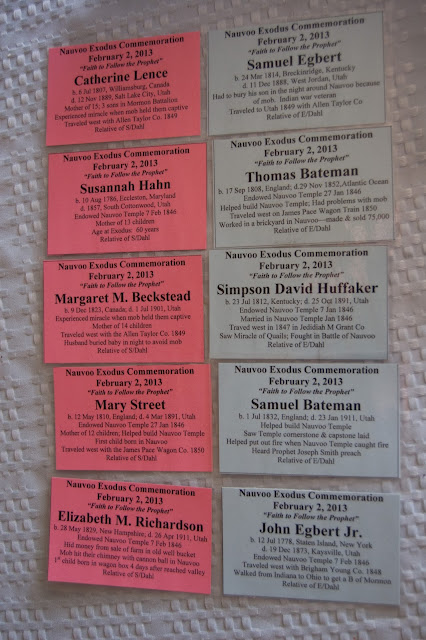 Nauvoo Exodus Commemoration
February 2, 2013
"Faith to Follow the Prophet"
Catherine Lence
b. 8 Jul 1807, Williamsburg, Canada
d. 12 Nov 1889, Salt Lake City, Utah
Mother of 15; 3 sons in Mormon Battalion
Experienced miracle when mob held them captive
Traveled west with Allen Taylor Co. 1849
Relative of S/Dahl
Nauvoo Exodus Commemoration
February 2, 2013
"Faith to Follow the Prophet"
Samuel Egbert
b. 24 Mar 1814, Breckinridge, Kentucky
d. 11 Dec 1888, West Jordan, Utah
Had to bury his son in the night around Nauvoo because
of mob. Indian war veteran
Traveled to Utah 1849 with Allen Taylor Co
Relative of E/Dahl
Nauvoo Exodus Commemoration
February 2, 2013
"Faith to Follow the Prophet"
Susannah Hahn
b. 10 Aug 1786, Eccleston, Maryland
d. 1857, South Cottonwood, Utah
Endowed Nauvoo Temple 7 Feb 1846
Mother of 13 children
Age at Exodus: 60 years
Relative of S/Dahl
Nauvoo Exodus Commemoration
February 2, 2013
"Faith to Follow the Prophet"
Thomas Bateman
b. 17 Sep 1808, England; d.29 Nov 1852,Atlantic Ocean
Endowed Nauvoo Temple 27 Jan 1846
Helped build Nauvoo Temple; Had problems with mob
Traveled west on James Pace Wagon Train 1850
Worked in a brickyard in Nauvoo—made & sold 75,000
Relative of E/Dahl
Nauvoo Exodus Commemoration
February 2, 2013
"Faith to Follow the Prophet"
Margaret M. Beckstead
b. 9 Dec 1823, Canada; d. 1 Jul 1901, Utah
Experienced miracle when mob held them captive
Mother of 14 children
Traveled west with the Allen Taylor Co. 1849
Husband buried baby in night to avoid mob
Relative of S/Dahl
Nauvoo Exodus Commemoration
February 2, 2013
"Faith to Follow the Prophet"
Simpson David Huffaker
b. 23 Jul 1812, Kentucky; d. 25 Oct 1891, Utah
Endowed Nauvoo Temple 7 Jan 1846
Married in Nauvoo Temple Jan 1846
Traved west in 1847 in Jedidiah M Grant Co
Saw Miracle of Quails; Fought in Battle of Nauvoo
Relative of E/Dahl
Nauvoo Exodus Commemoration
February 2, 2013
"Faith to Follow the Prophet"
Mary Street
b. 12 May 1810, England; d. 4 Mar 1891, Utah
Endowed Nauvoo Temple 27 Jan 1846
Mother of 12 children; Helped build Nauvoo Temple
First child born in Nauvoo
Traveled west with the James Pace Wagon Co. 1850
Relative of S/Dahl
Nauvoo Exodus Commemoration
February 2, 2013
"Faith to Follow the Prophet"
Samuel Bateman
b. 1 Jul 1832, England; d. 23 Jan 1911, Utah
Helped build Nauvoo Temple
Saw Temple cornerstone & capstone laid
Helped put out fire when Nauvoo Temple caught fire
Heard Prophet Joseph Smith preach
Relative of E/Dahl
Nauvoo Exodus Commemoration
February 2, 2013
"Faith to Follow the Prophet"
Elizabeth M. Richardson
b. 28 May 1829, New Hampshire, d. 26 Apr 1911, Utah
Endowed Nauvoo Temple 7 Feb 1846
Hid money from sale of farm in old well bucket
Mob hit their chimney with cannon ball in Nauvoo
1st child born in wagon box 4 days after reached valley
Relative of S/Dahl
Nauvoo Exodus Commemoration
February 2, 2013
"Faith to Follow the Prophet"
John Egbert Jr.
b. 12 Jul 1778, Staten Island, New York
d. 19 Dec 1873, Kaysville, Utah
Endowed Nauvoo Temple 7 Feb 1846
Traveled west with Brigham Young Co. 1848
Walked from Indiana to Ohio to get a B of Mormon
Relative of E/Dahl